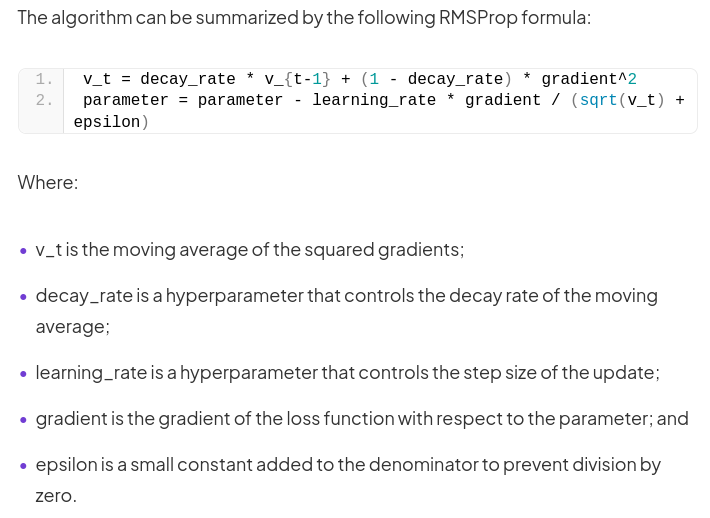 The algorithm can be summarized by the following RMSProp formula:
1. v_t = decay_rate * v_{t-1} + (1 - decay_rate) * gradient^2
2. parameter = parameter - learning_rate * gradient / (sqrt(v_t) +
epsilon)
Where:
• v_t is the moving average of the squared gradients;
• decay_rate is a hyperparameter that controls the decay rate of the moving
average;
• learning_rate is a hyperparameter that controls the step size of the update;
• gradient is the gradient of the loss function with respect to the parameter; and
• epsilon is a small constant added to the denominator to prevent division by
zero.